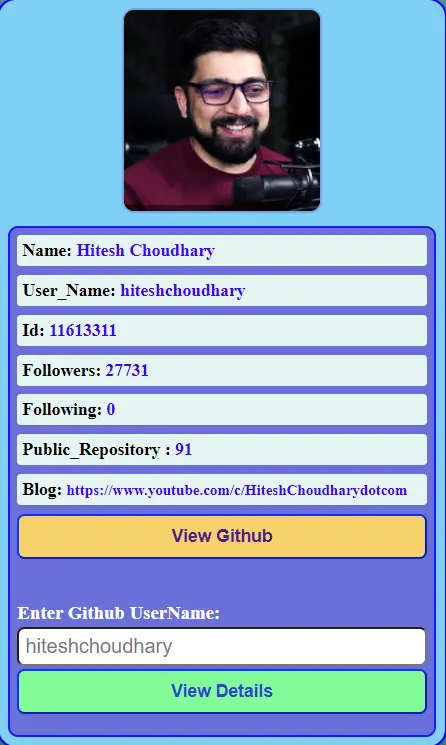 Name: Hitesh Choudhary
User_Name: hiteshchoudhary
Id: 11613311
Followers: 27731
Following: 0
Public_Repository : 91
Blog: https://www.youtube.com/c/HiteshChoudharydotcom
View Github
Enter Github UserName:
hiteshchoudhary
View Details